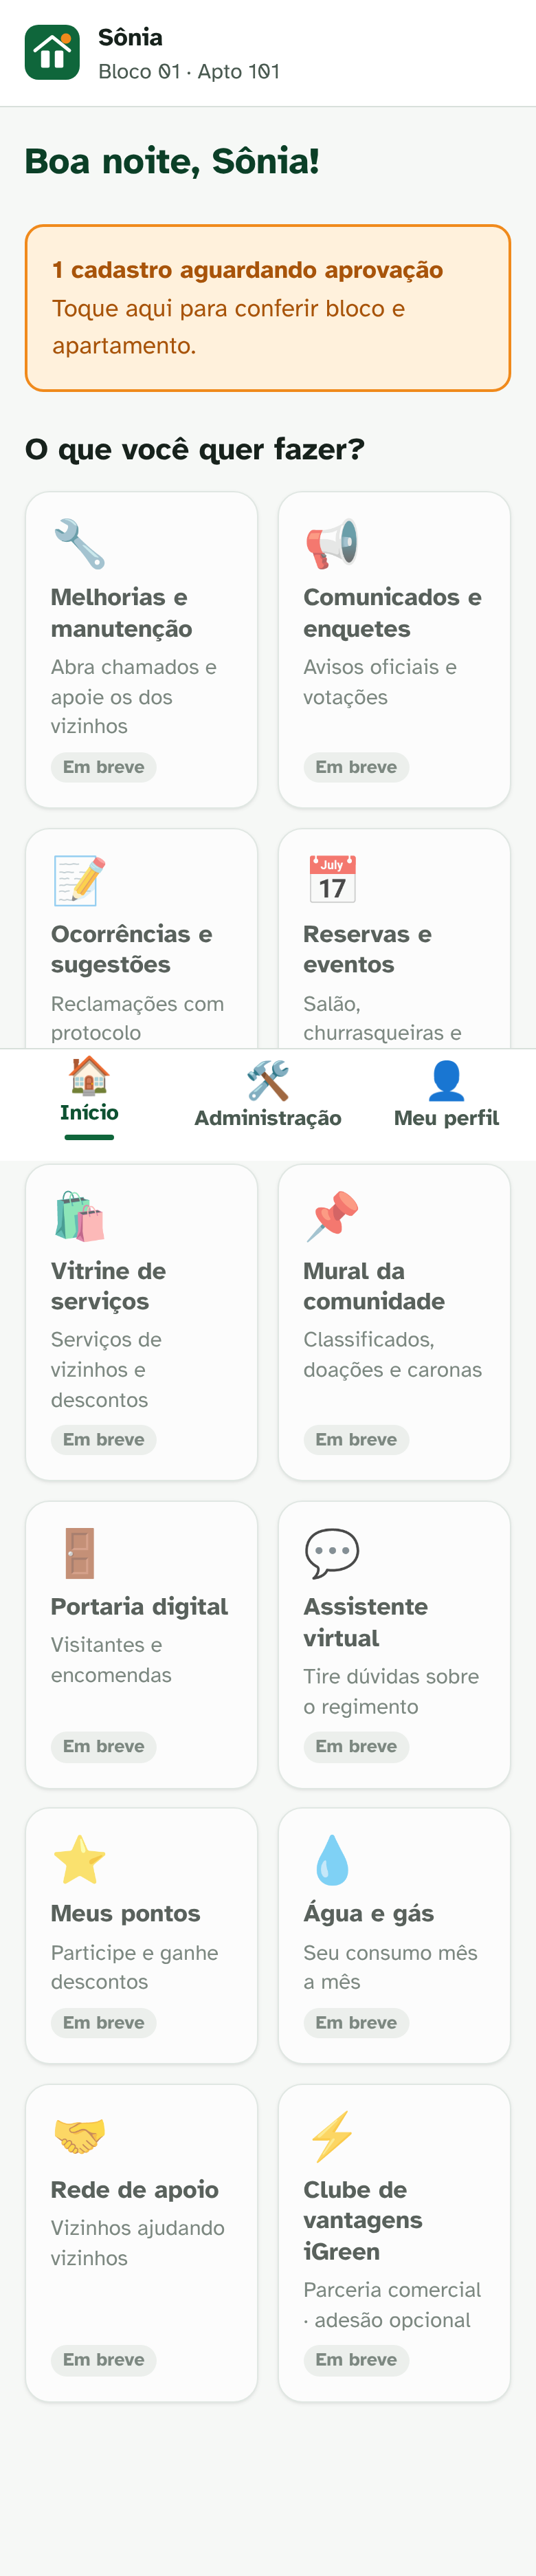 Sônia
Bloco 01 · Apto 101
Boa noite, Sônia!
1 cadastro aguardando aprovação
Toque aqui para conferir bloco e
apartamento.
O que você quer fazer?
Melhorias e
manutenção
Abra chamados e
apoie os dos
vizinhos
Em breve
Comunicados e
enquetes
Avisos oficiais e
votações
Em breve
Ocorrências e
sugestões
Reclamações com
protocolo
July
17
Reservas e
eventos
Salão,
churrasqueiras e
Início
Administração
Meu perfil
Vitrine de
serviços
Serviços de
vizinhos e
descontos
Em breve
Mural da
comunidade
Classificados,
doações e caronas
Em breve
Portaria digital
Visitantes e
encomendas
Em breve
Assistente
virtual
Tire dúvidas sobre
o regimento
Em breve
Meus pontos
Participe e ganhe
descontos
Em breve
Água e gás
Seu consumo mês
a mês
Em breve
Rede de apoio
Vizinhos ajudando
vizinhos
Em breve
Clube de
vantagens
iGreen
Parceria comercial
· adesão opcional
Em breve